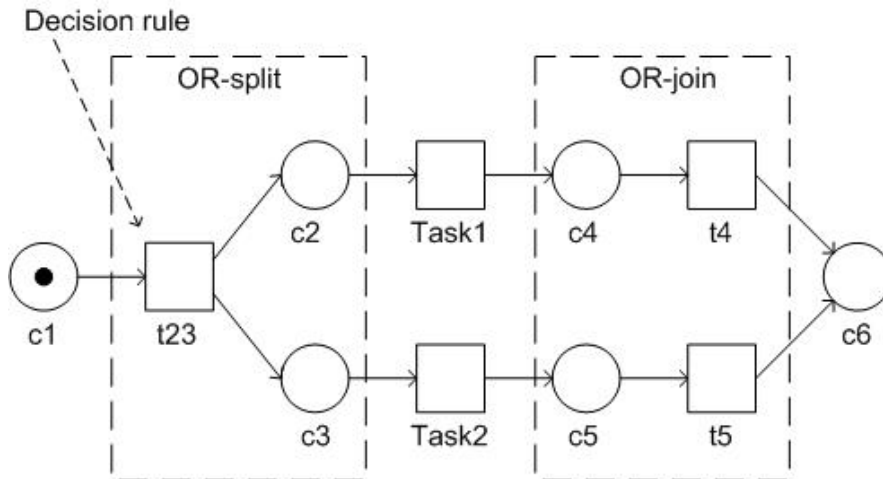 Decision rule
OR-split
OR-join
c2
Task1
c4
t4
c1
t23
c6
c3
Task2
c5
t5